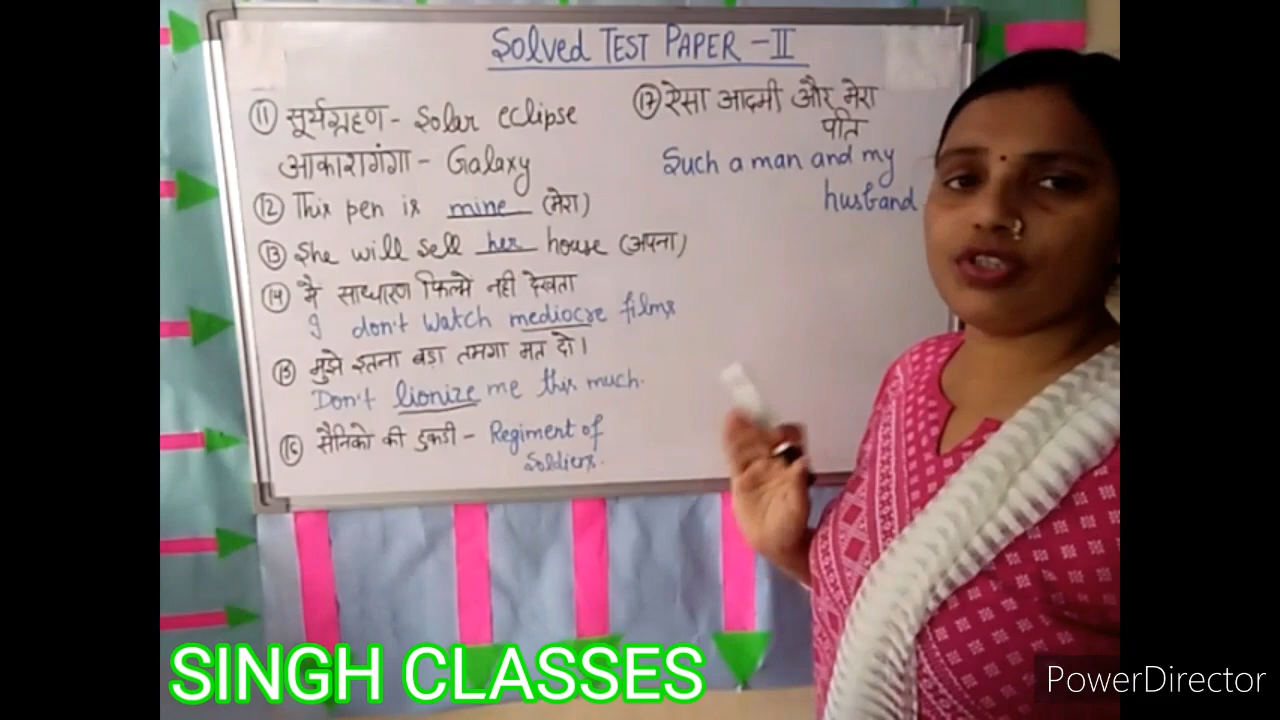 Solved TEST PAPER - II
⑪ सूर्यग्रहण - Solar eclipse
आकाशगंगा - Galaxy
⑫ This pen is mine (मेरा)
⑬ She will sell her house (अपना)
⑭ मै साधारण फिल्मे नही देखता
I don't watch mediocre films
⑮ मुझे इतना बड़ा तमगा मत दो।
Don't lionize me this much.
⑯ सैनिको की टुकडी - Regiment of
Soldiers.
⑰ ऐसा आदमी और मेरा
पति
Such a man and my
husband
SINGH CLASSES
PowerDirector